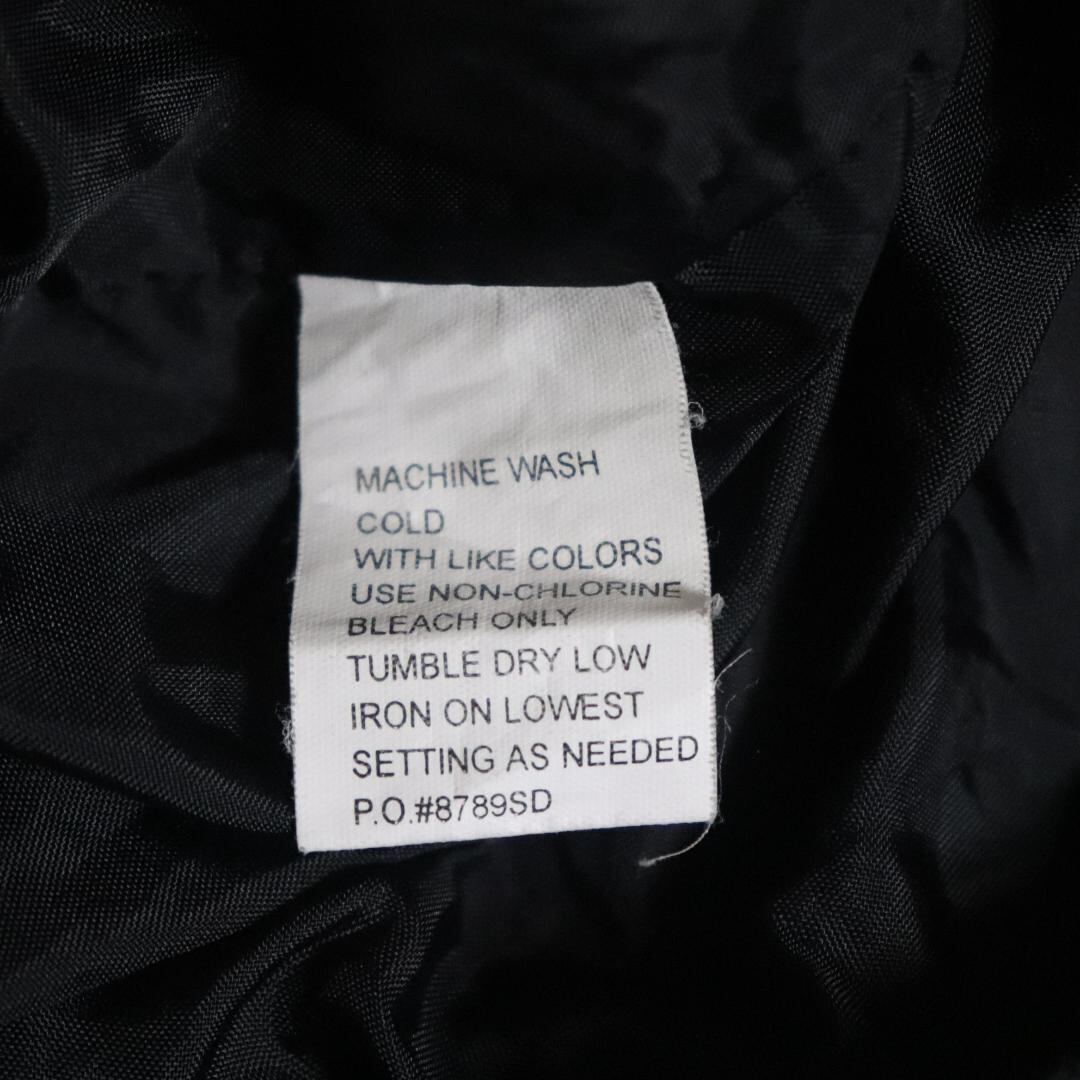 MACHINE WASH
COLD
WITH LIKE COLORS
USE NON-CHLORINE
BLEACH ONLY
TUMBLE DRY LOW
IRON ON LOWEST
SETTING AS NEEDED
P.O.#8789SD